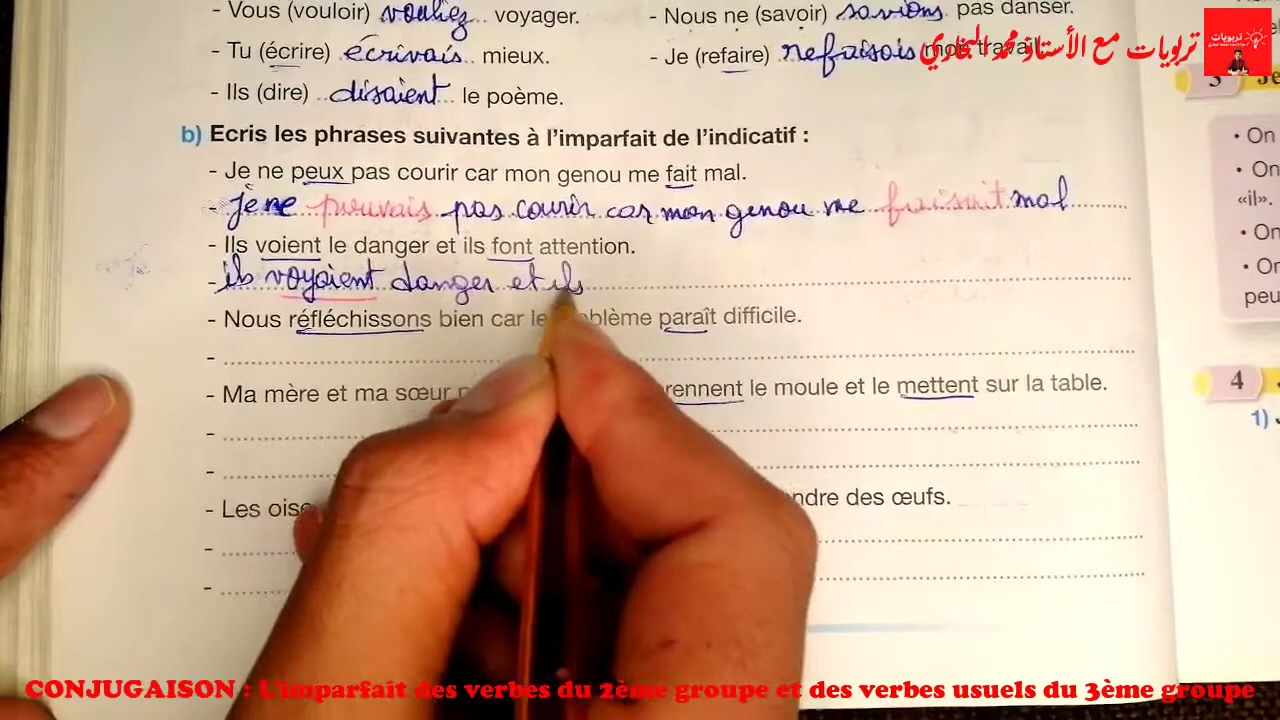 - Vous (vouloir) vouliez voyager. - Nous ne (savoir) savions pas danser.
- Tu (écrire) écrivais mieux. - Je (refaire) refaisais mon travail.
- Ils (dire) disaient le poème.
تربويات مع الأستاذ محمد البخاري
تربويات
b) Ecris les phrases suivantes à l'imparfait de l'indicatif :
- Je ne peux pas courir car mon genou me fait mal.
- je ne pouvais pas courir car mon genou me faisait mal
- Ils voient le danger et ils font attention.
- ils voyaient danger et ils
- Nous réfléchissons bien car le blème paraît difficile.
- Ma mère et ma sœur rennent le moule et le mettent sur la table.
- Les oise ndre des œufs.
3 Je
• On
• On
«il».
• On
• On
peu
4
1) J
CONJUGAISON : L'imparfait des verbes du 2ème groupe et des verbes usuels du 3ème groupe